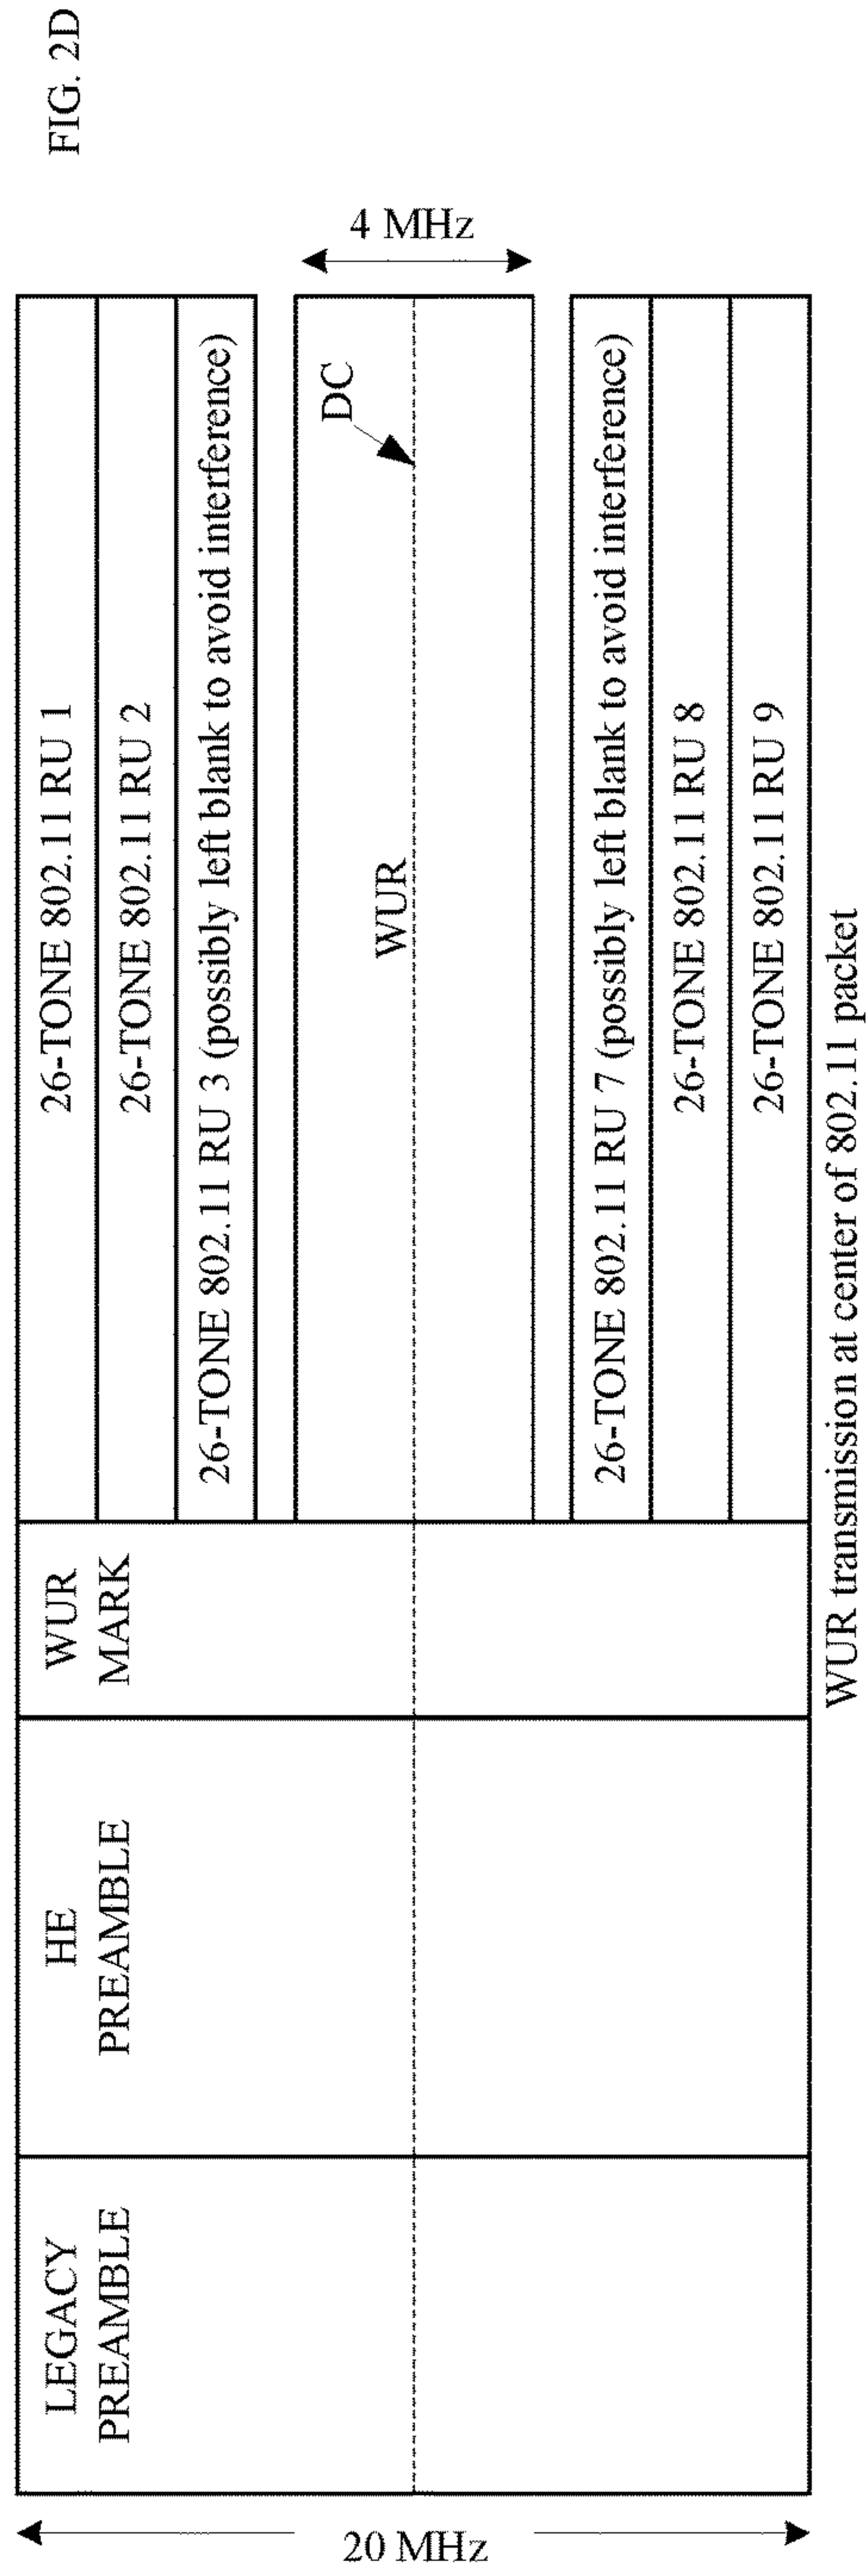 FIG. 2D
LEGACY
PREAMBLE
HE
PREAMBLE
WUR
MARK
26-TONE 802.11 RU 1
26-TONE 802.11 RU 2
26-TONE 802.11 RU 3 (possibly left blank to avoid interference)
DC
WUR
26-TONE 802.11 RU 7 (possibly left blank to avoid interference)
26-TONE 802.11 RU 8
26-TONE 802.11 RU 9
20 MHz
4 MHz
WUR transmission at center of 802.11 packet